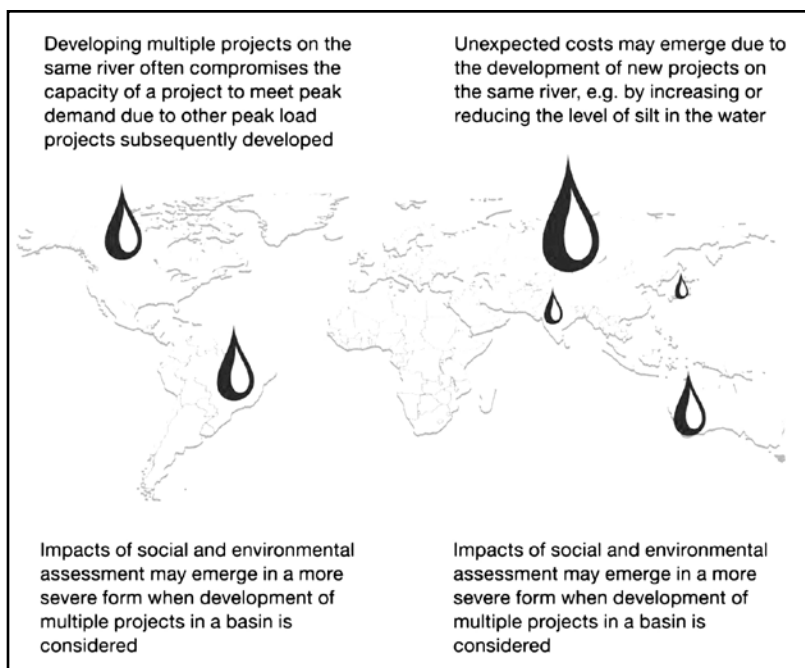 Developing multiple projects on the
same river often compromises the
capacity of a project to meet peak
demand due to other peak load
projects subsequently developed
Unexpected costs may emerge due to
the development of new projects on
the same river, e.g. by increasing or
reducing the level of silt in the water
Impacts of social and environmental
assessment may emerge in a more
severe form when development of
multiple projects in a basin is
considered
Impacts of social and environmental
assessment may emerge in a more
severe form when development of
multiple projects in a basin is
considered